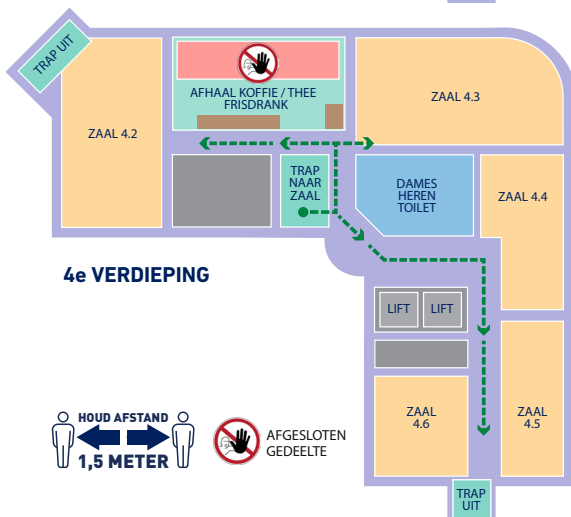 TRAP UIT
ZAAL 4.2
AFHAAL KOFFIE / THEE
FRISDRANK
ZAAL 4.3
TRAP
NAAR
ZAAL
DAMES
HEREN
TOILET
ZAAL 4.4
4e VERDIEPING
LIFT
LIFT
ZAAL
4.6
ZAAL
4.5
HOUD AFSTAND
1,5 METER
AFGESLOTEN
GEDEELTE
TRAP
UIT